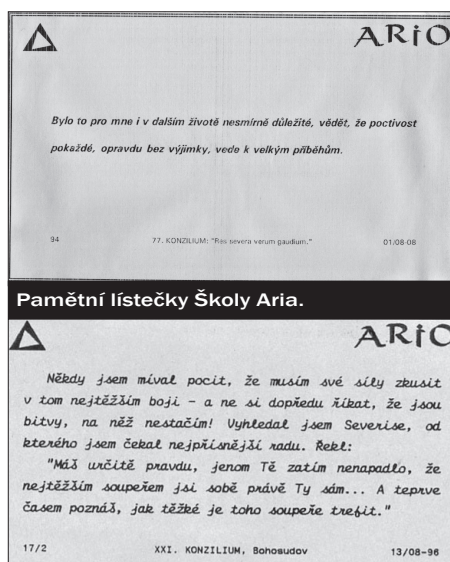 ARiO
Bylo to pro mne i v dalším životě nesmírně důležité, vědět, že poctivost
pokaždé, opravdu bez výjimky, vede k velkým příběhům.
94 77. KONZILIUM: "Res severa verum gaudium." 01/08-08
Pamětní lístečky Školy Aria.
ARiO
Někdy jsem míval pocit, že musím své síly zkusit
v tom nejtěžším boji - a ne si dopředu říkat, že jsou
bitvy, na něž nestačím! Vyhledal jsem Severise, od
kterého jsem čekal nejpřísnější radu. Řekl:
"Máš určitě pravdu, jenom Tě zatím nenapadlo, že
nejtěžším soupeřem jsi sobě právě Ty sám... A teprve
časem poznáš, jak těžké je toho soupeře trefit."
17/2 XXI. KONZILIUM, Bohosudov 13/08-96